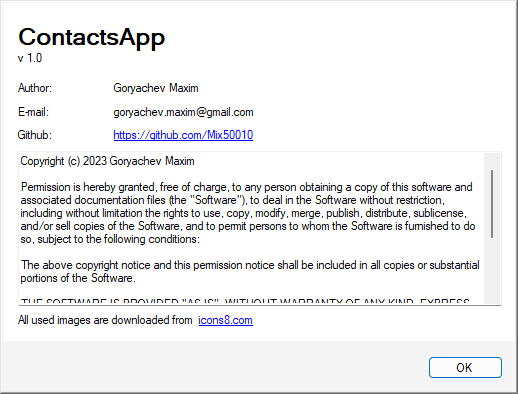 ContactsApp
v 1.0
Author: Goryachev Maxim
E-mail: goryachev.maxim@gmail.com
Github: https://github.com/Mix50010
Copyright (c) 2023 Goryachev Maxim
Permission is hereby granted, free of charge, to any person obtaining a copy of this software and
associated documentation files (the "Software"), to deal in the Software without restriction,
including without limitation the rights to use, copy, modify, merge, publish, distribute, sublicense,
and/or sell copies of the Software, and to permit persons to whom the Software is furnished to do
so, subject to the following conditions:
The above copyright notice and this permission notice shall be included in all copies or substantial
portions of the Software.
THE SOFTWARE IS PROVIDED "AS IS", WITHOUT WARRANTY OF ANY KIND, EXPRESS
All used images are downloaded from icons8.com
OK